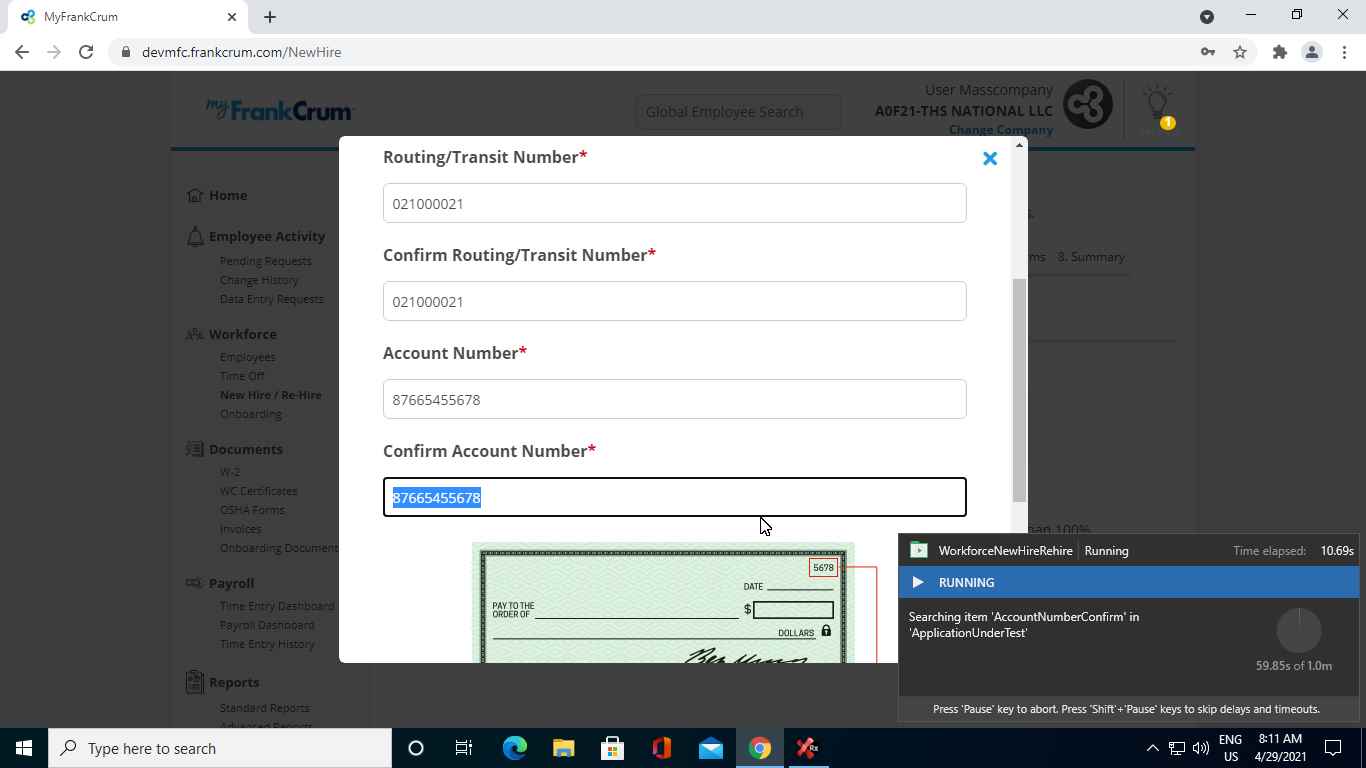 MyFrankCrum
devmfc.frankcrum.com/NewHire
myFrankCrum
Global Employee Search
User Masscompany
A0F21-THS NATIONAL LLC
Change Company
1
Home
Employee Activity
Pending Requests
Change History
Data Entry Requests
Workforce
Employees
Time Off
New Hire / Re-Hire
Onboarding
Documents
W-2
WC Certificates
OSHA Forms
Invoices
Onboarding Document
Payroll
Time Entry Dashboard
Payroll Dashboard
Time Entry History
Reports
Standard Reports
Advanced Reports
8. Summary
100%
Routing/Transit Number*
021000021
Confirm Routing/Transit Number*
021000021
Account Number*
87665455678
Confirm Account Number*
87665455678
5678
DATE
PAY TO THE
ORDER OF
$
DOLLARS
WorkforceNewHireRehire Running Time elapsed: 10.69s
RUNNING
Searching item 'AccountNumberConfirm' in
'ApplicationUnderTest'
59.85s of 1.0m
Press 'Pause' key to abort. Press 'Shift'+'Pause' keys to skip delays and timeouts.
Type here to search
Rx
ENG
US
8:11 AM
4/29/2021